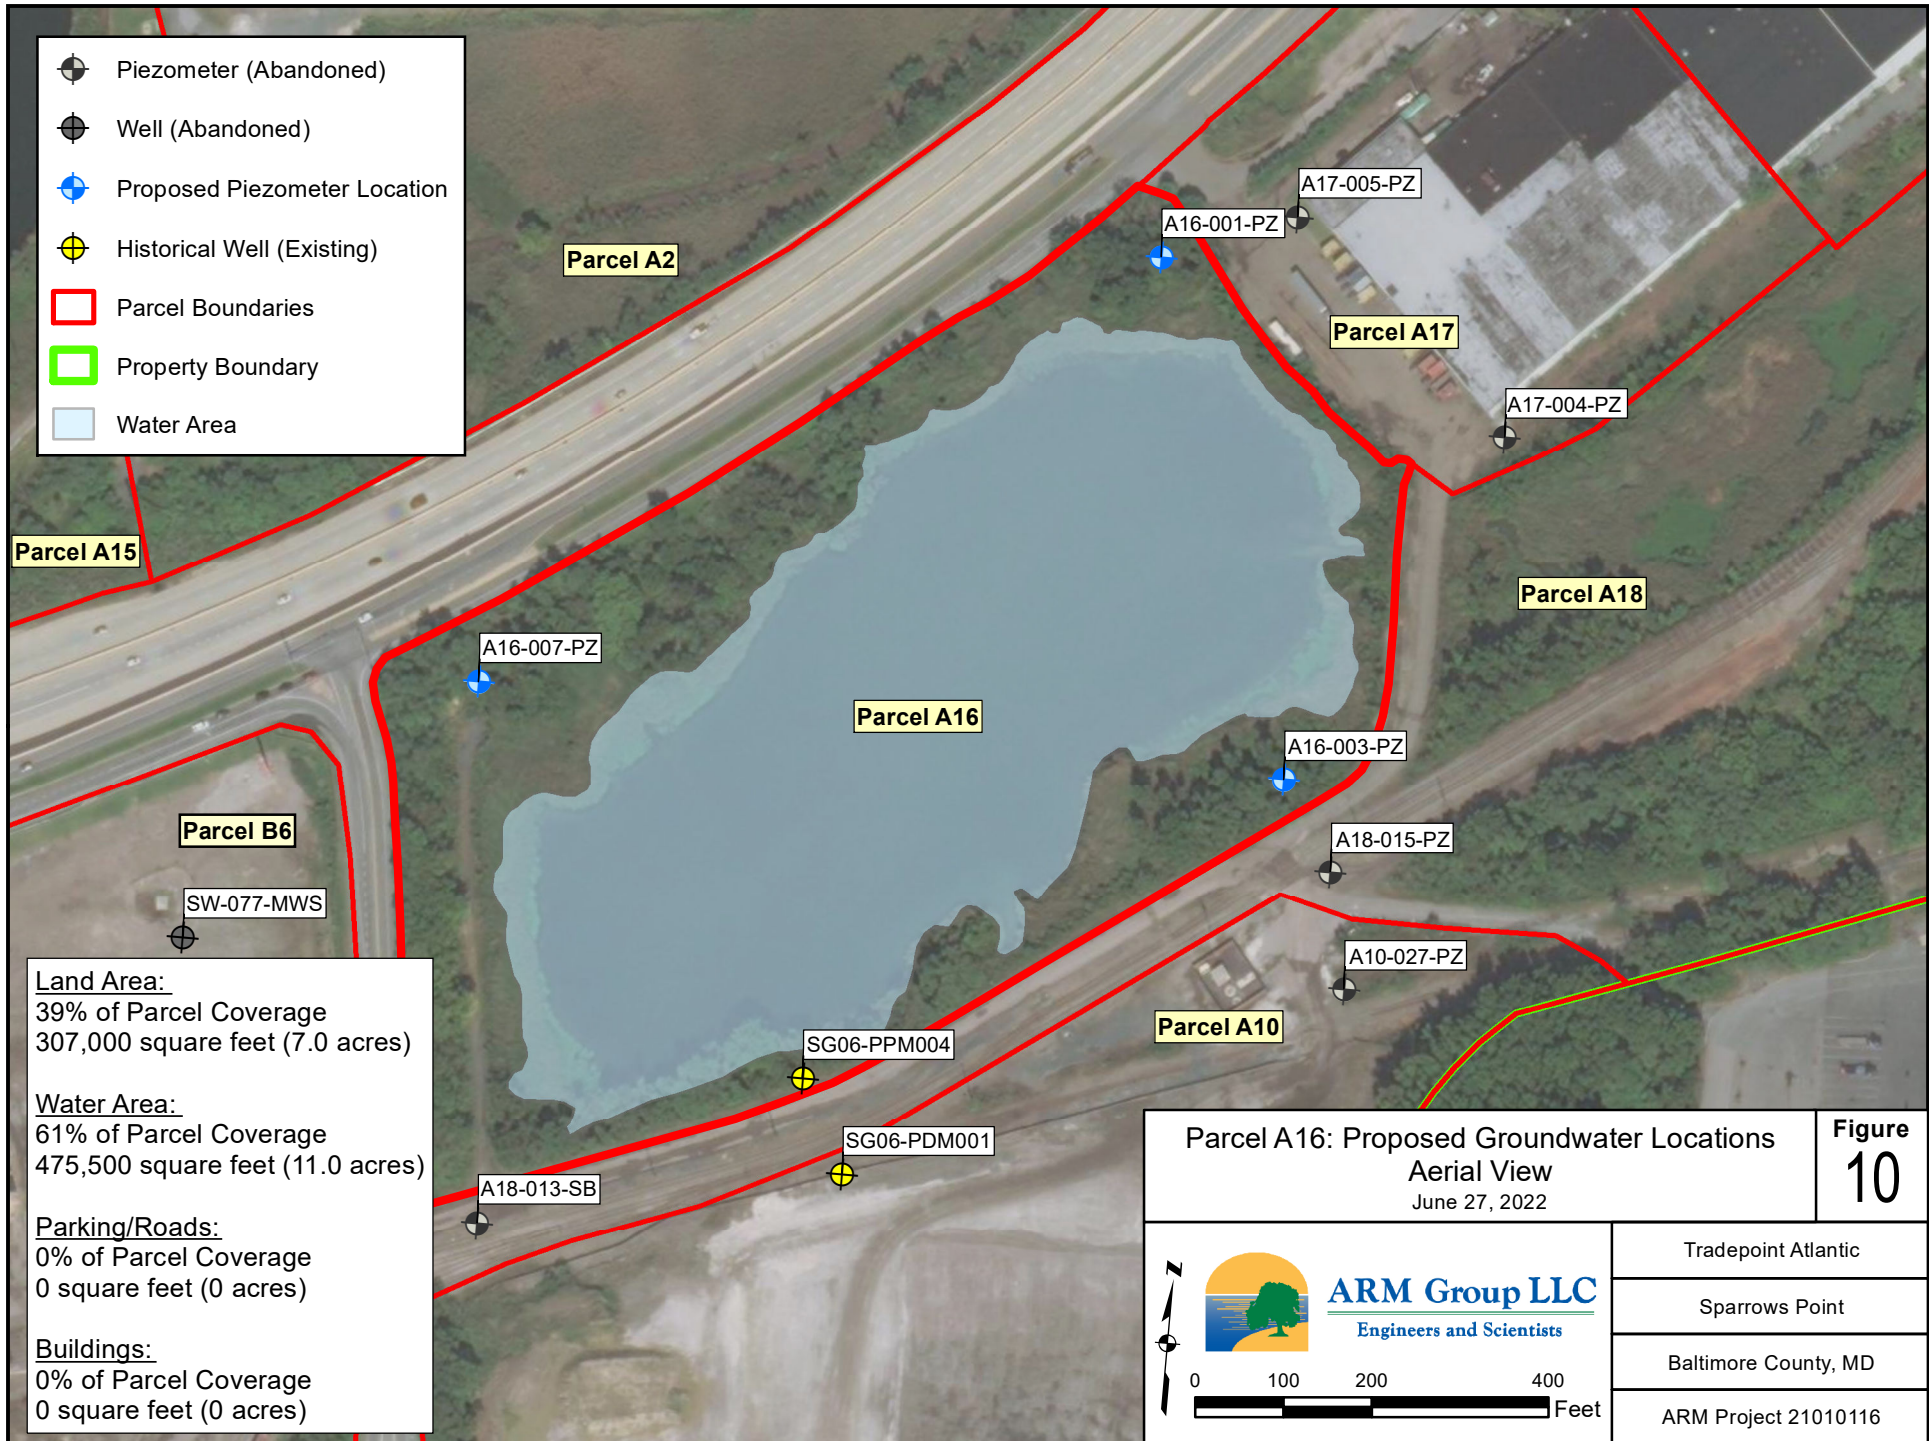 Piezometer (Abandoned)
Well (Abandoned)
Proposed Piezometer Location
Historical Well (Existing)
Parcel Boundaries
Property Boundary
Water Area
A17-005-PZ
A16-001-PZ
Parcel A2
Parcel A17
A17-004-PZ
Parcel A15
Parcel A18
A16-007-PZ
Parcel A16
A16-003-PZ
Parcel B6
A18-015-PZ
SW-077-MWS
A10-027-PZ
Parcel A10
SG06-PPM004
SG06-PDM001
A18-013-SB
Land Area:
39% of Parcel Coverage
307,000 square feet (7.0 acres)
Water Area:
61% of Parcel Coverage
475,500 square feet (11.0 acres)
Parking/Roads:
0% of Parcel Coverage
0 square feet (0 acres)
Buildings:
0% of Parcel Coverage
0 square feet (0 acres)
Parcel A16: Proposed Groundwater Locations
Aerial View
June 27, 2022
Figure
10
Z
ARM Group LLC
Engineers and Scientists
0 100 200 400
Feet
Tradepoint Atlantic
Sparrows Point
Baltimore County, MD
ARM Project 21010116